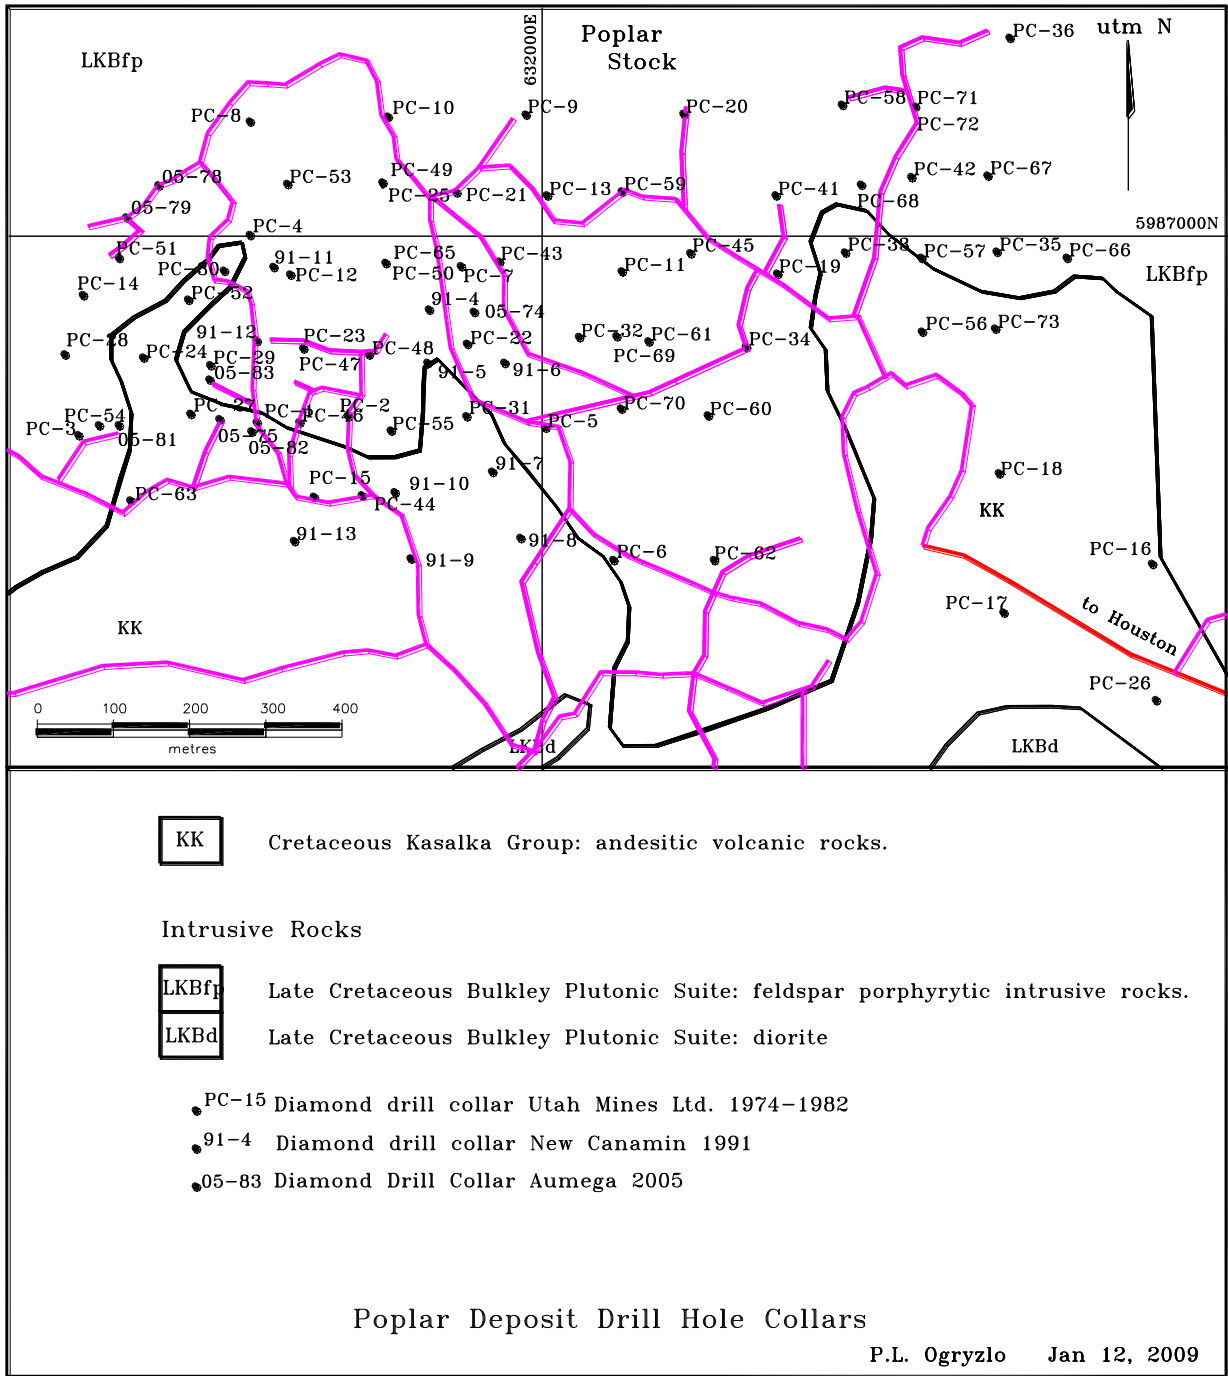 632000E
Poplar
Stock
utm N
PC-36
LKBfp
PC-8
PC-10
PC-9
PC-20
PC-58
PC-71
PC-72
05-78
PC-53
PC-49
PC-25
PC-21
PC-13
PC-59
PC-41
PC-68
PC-42
PC-67
05-79
PC-4
5987000N
PC-51
PC-30
91-11
PC-12
PC-65
PC-50
PC-7
PC-43
PC-11
PC-45
PC-19
PC-33
PC-57
PC-35
PC-66
LKBfp
PC-14
PC-52
91-4
05-74
PC-28
PC-24
91-12
PC-29
05-83
PC-23
PC-47
PC-48
PC-22
91-5
91-6
PC-32
PC-61
PC-69
PC-34
PC-56
PC-73
PC-3
PC-54
05-81
PC-27
05-75
05-82
PC-1
PC-46
PC-2
PC-55
PC-31
PC-5
PC-70
PC-60
PC-63
PC-15
PC-44
91-10
91-7
PC-18
KK
91-13
91-9
91-8
PC-6
PC-62
PC-16
PC-17
to Houston
KK
PC-26
0 100 200 300 400
metres
LKBd
LKBd
KK
Cretaceous Kasalka Group: andesitic volcanic rocks.
Intrusive Rocks
LKBfp
Late Cretaceous Bulkley Plutonic Suite: feldspar porphyrytic intrusive rocks.
LKBd
Late Cretaceous Bulkley Plutonic Suite: diorite
PC-15 Diamond drill collar Utah Mines Ltd. 1974-1982
91-4 Diamond drill collar New Canamin 1991
05-83 Diamond Drill Collar Aumega 2005
Poplar Deposit Drill Hole Collars
P.L. Ogryzlo Jan 12, 2009